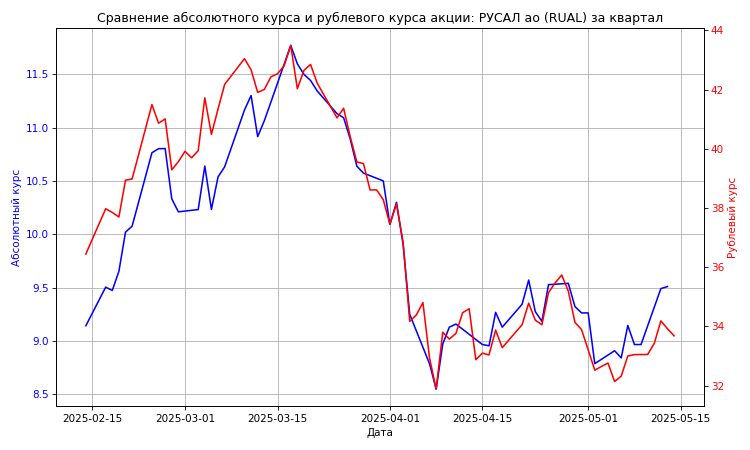 Сравнение абсолютного курса и рублевого курса акции: РУСАЛ ао (RUAL) за квартал
44
11.5
42
11.0
40
10.5
38
10.0
36
9.5
34
9.0
32
8.5
Абсолютный курс
Рублевый курс
2025-02-15 2025-03-01 2025-03-15 2025-04-01 2025-04-15 2025-05-01 2025-05-15
Дата